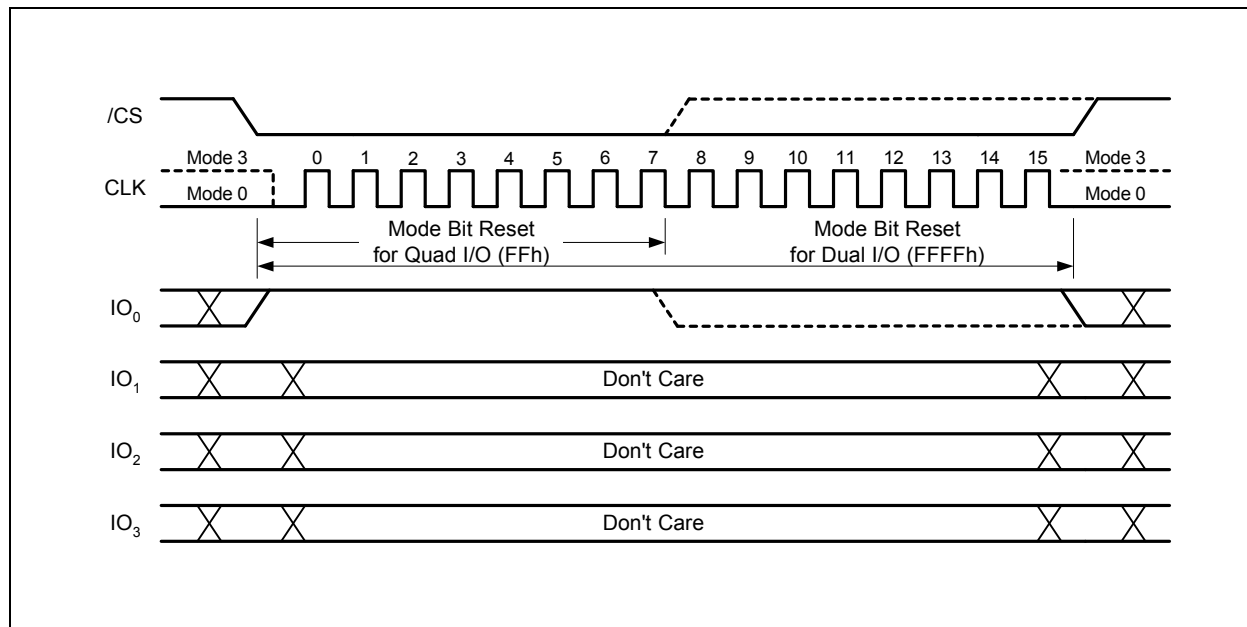 /CS
Mode 3 0 1 2 3 4 5 6 7 8 9 10 11 12 13 14 15 Mode 3
CLK
Mode 0 Mode 0
Mode Bit Reset Mode Bit Reset
for Quad I/O (FFh) for Dual I/O (FFFFh)
IO₀
IO₁ Don't Care
IO₂ Don't Care
IO₃ Don't Care